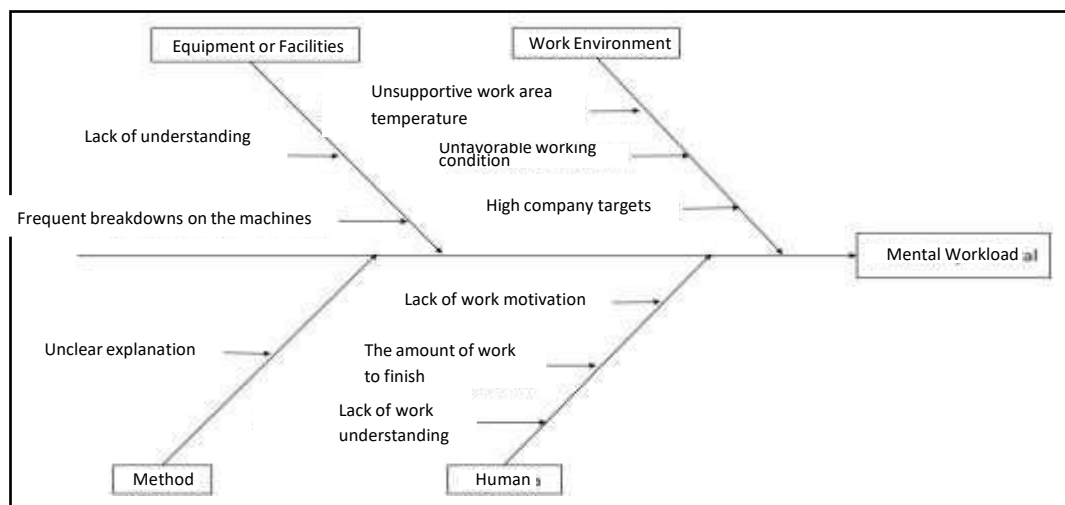 Equipment or Facilities
Work Environment
Unsupportive work area
temperature
Lack of understanding
Unfavorable working
condition
Frequent breakdowns on the machines
High company targets
Mental Workload al
Lack of work motivation
Unclear explanation
The amount of work
to finish
Lack of work
understanding
Method
Human